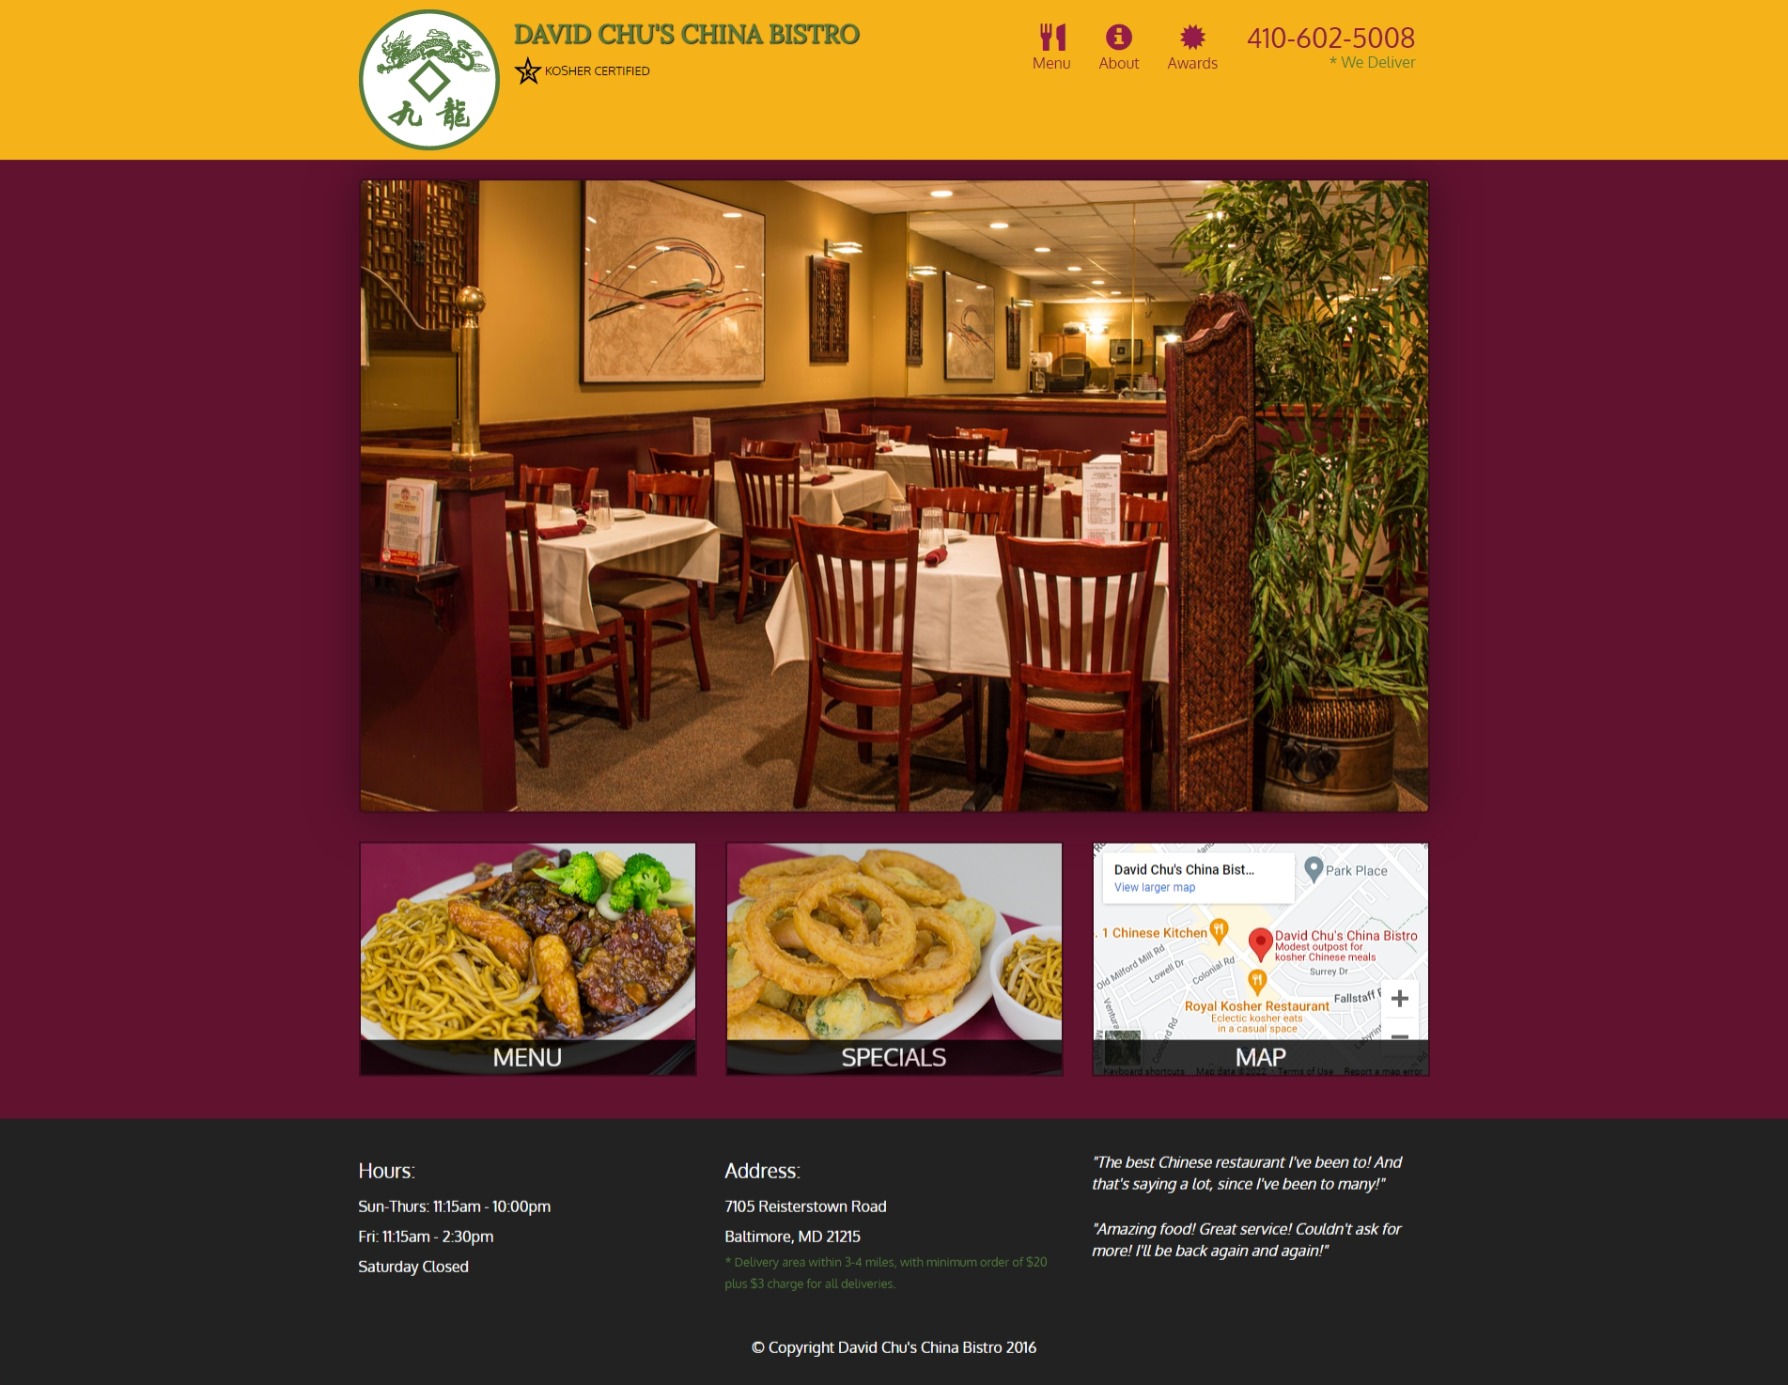 九 龍
DAVID CHU'S CHINA BISTRO
K
KOSHER CERTIFIED
Menu
About
Awards
410-602-5008
* We Deliver
MENU
SPECIALS
David Chu's China Bist...
View larger map
Park Place
. 1 Chinese Kitchen
David Chu's China Bistro
Modest outpost for
kosher Chinese meals
Old Milford Mill Rd
Lowell Dr
Colonial Rd
Surrey Dr
Ventura
Royal Kosher Restaurant
Eclectic kosher eats
in a casual space
Fallstaff
MAP
Keyboard shortcuts
Map data ©2022
Terms of Use
Report a map error
Hours:
Sun-Thurs: 11:15am - 10:00pm
Fri: 11:15am - 2:30pm
Saturday Closed
Address:
7105 Reisterstown Road
Baltimore, MD 21215
* Delivery area within 3-4 miles, with minimum order of $20
plus $3 charge for all deliveries.
"The best Chinese restaurant I've been to! And
that's saying a lot, since I've been to many!"
"Amazing food! Great service! Couldn't ask for
more! I'll be back again and again!"
© Copyright David Chu's China Bistro 2016